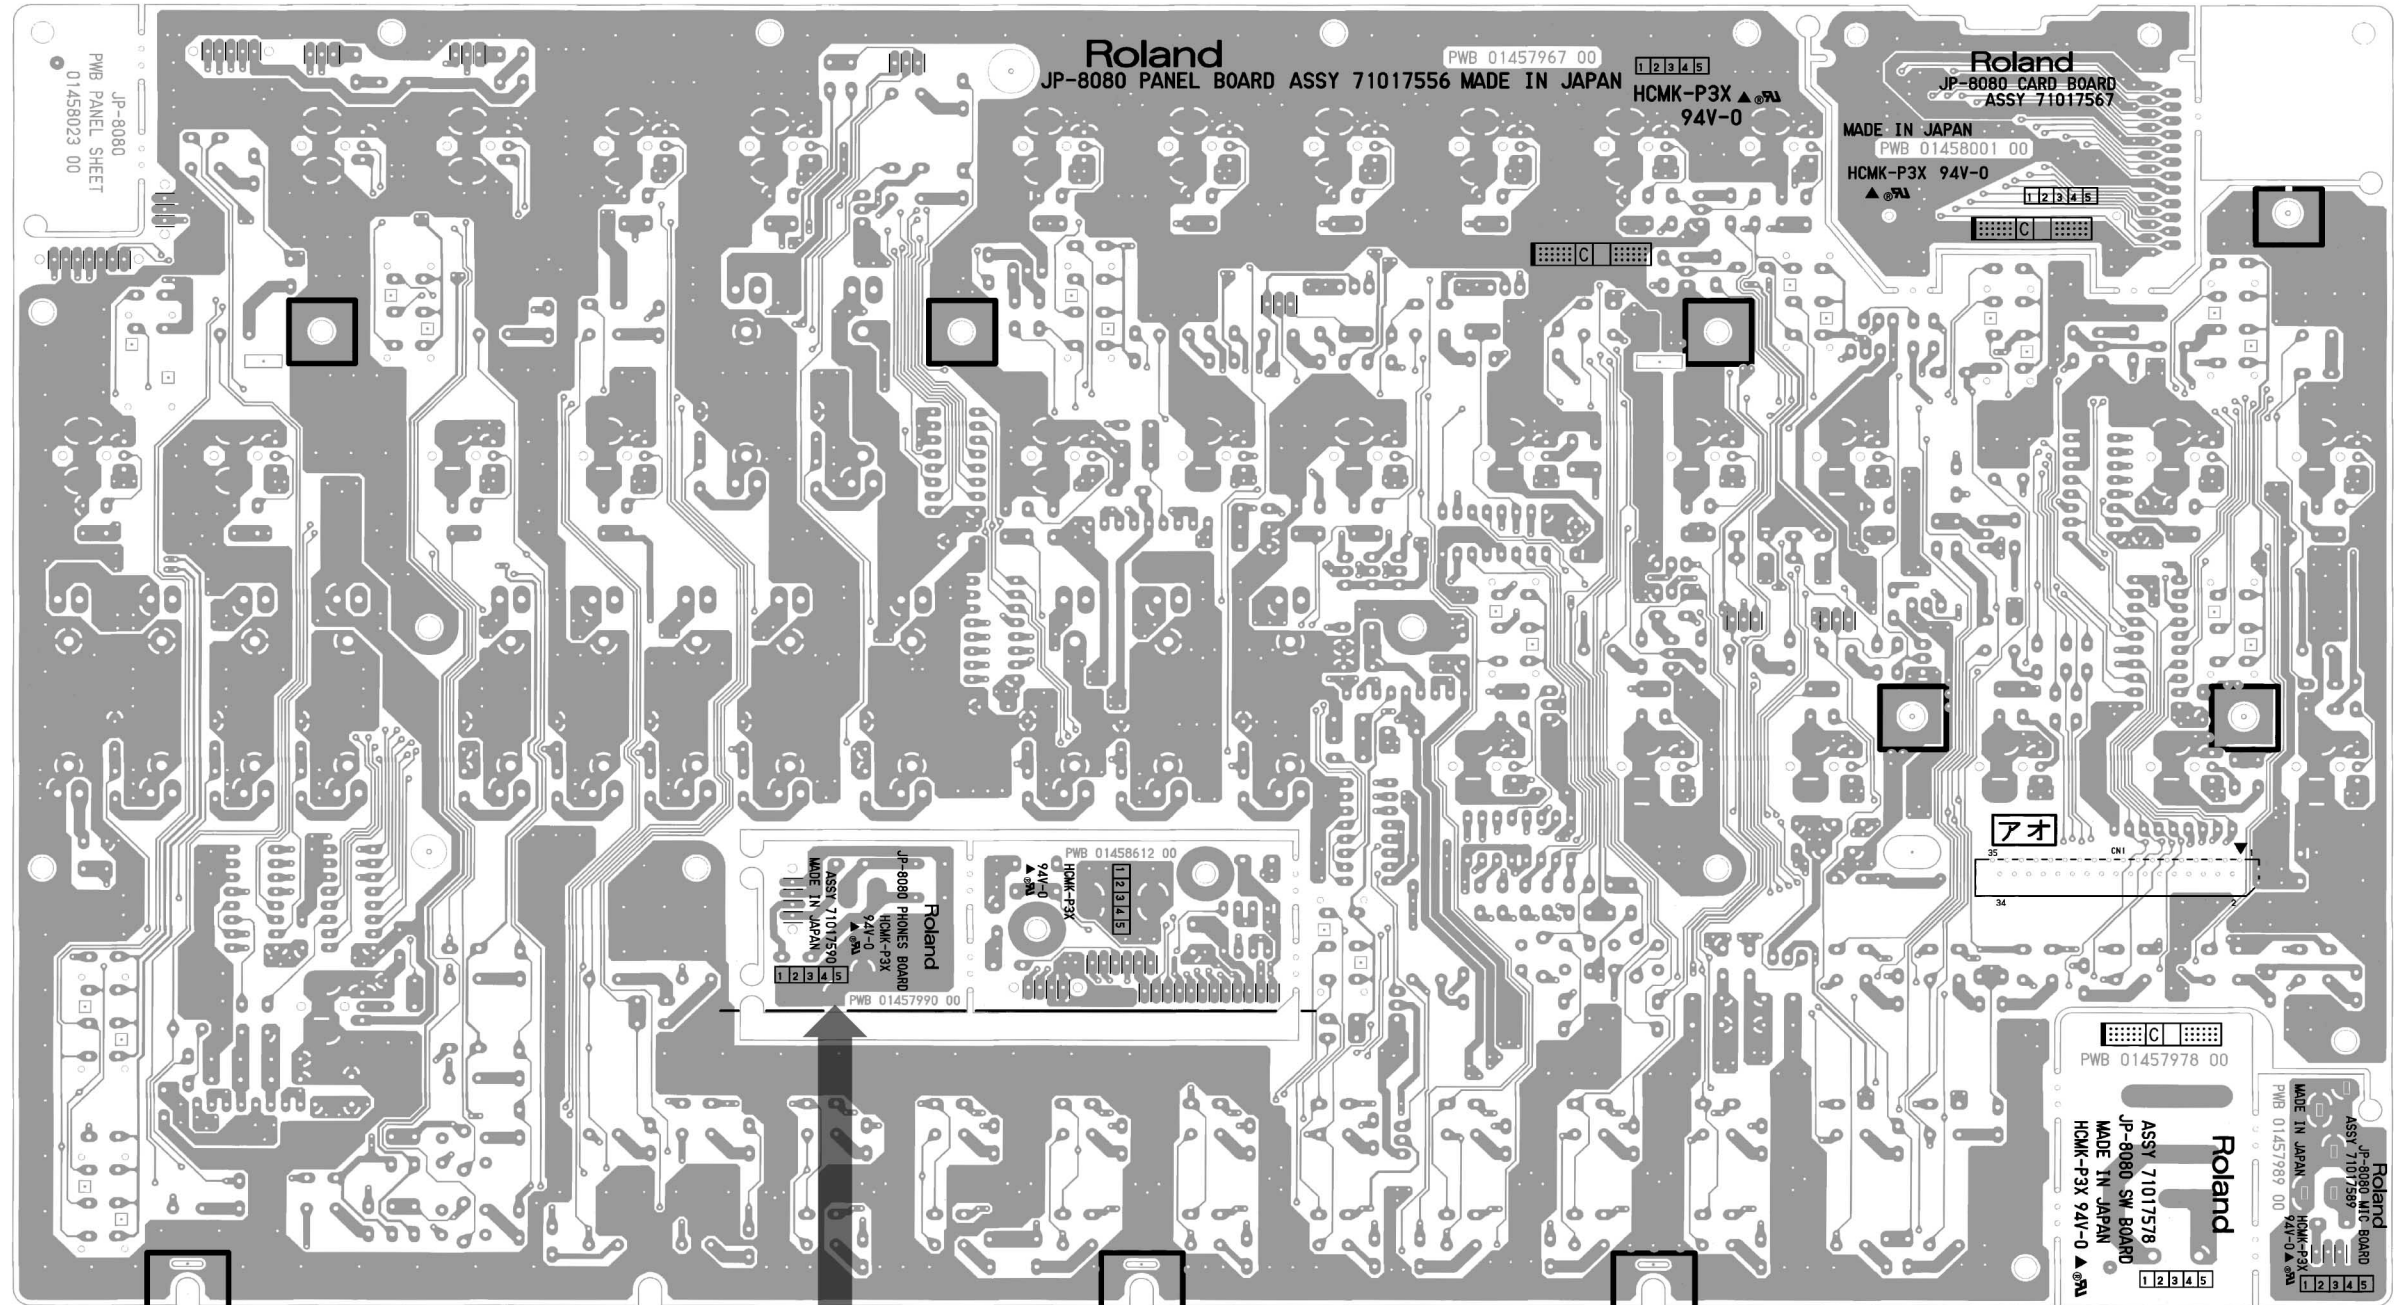 JP-8080
PWB PANEL SHEET
01458023 00
Roland
PWB 01457967 00
1 2 3 4 5
JP-8080 PANEL BOARD ASSY 71017556 MADE IN JAPAN
HCMK-P3X
94V-0
Roland
JP-8080 CARD BOARD
ASSY 71017567
MADE IN JAPAN
PWB 01458001 00
HCMK-P3X 94V-0
1 2 3 4 5
C
C
アオ
35
CN1
1
34
2
Roland
JP-8080 PHONES BOARD
HCMK-P3X
94V-0
ASSY 71017590
MADE IN JAPAN
1 2 3 4 5
PWB 01457990 00
PWB 01458612 00
HCMK-P3X
94V-0
1 2 3 4 5
C
PWB 01457978 00
Roland
ASSY 71017578
JP-8080 SW BOARD
MADE IN JAPAN
HCMK-P3X 94V-0
1 2 3 4 5
Roland
JP-8080 MIC BOARD
ASSY 71017589
HCMK-P3X
94V-0
MADE IN JAPAN
PWB 01457989 00
1 2 3 4 5